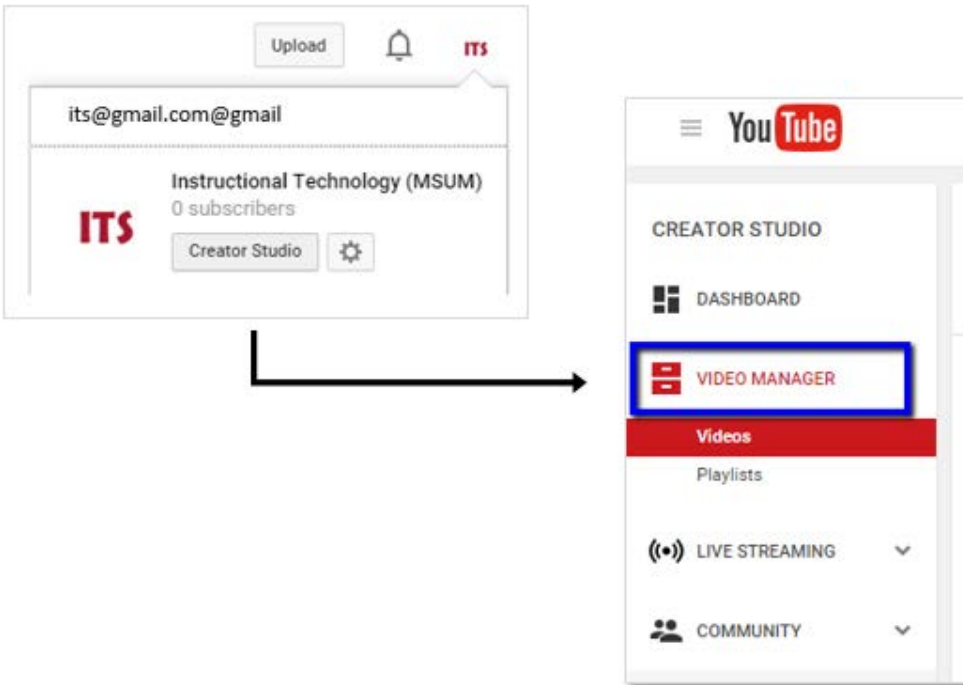 Upload
ITS
its@gmail.com@gmail
Instructional Technology (MSUM)
ITS
0 subscribers
Creator Studio
YouTube
CREATOR STUDIO
DASHBOARD
VIDEO MANAGER
Videos
Playlists
LIVE STREAMING
COMMUNITY